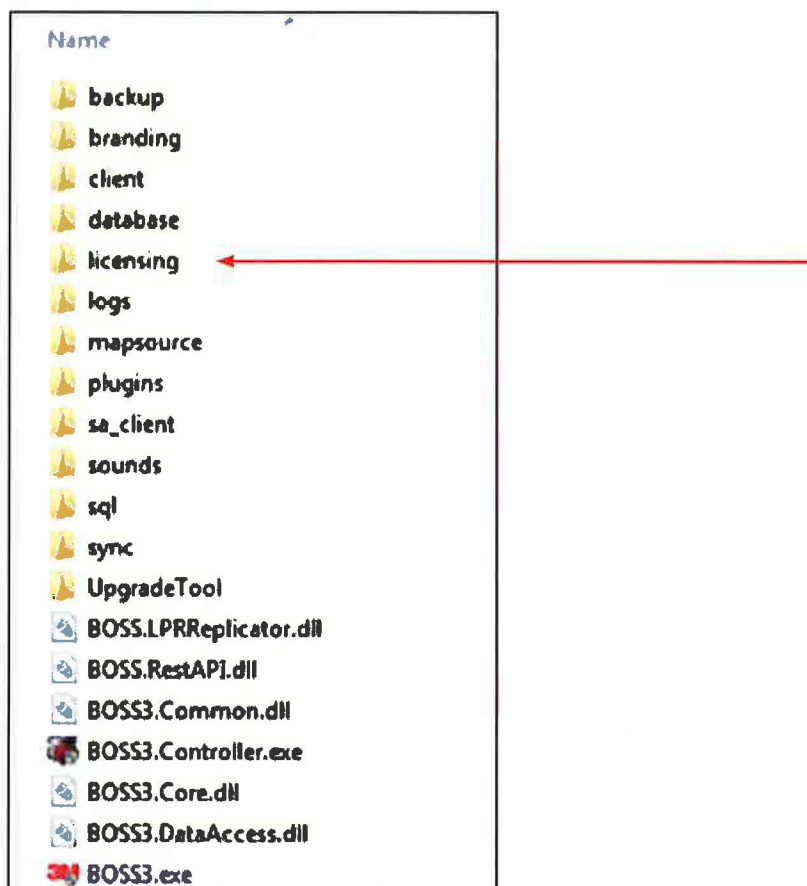 Name
backup
branding
client
database
licensing
logs
mapsource
plugins
sa_client
sounds
sql
sync
UpgradeTool
BOSS.LPRReplicator.dll
BOSS.RestAPI.dll
BOSS3.Common.dll
BOSS3.Controller.exe
BOSS3.Core.dll
BOSS3.DataAccess.dll
3M BOSS3.exe